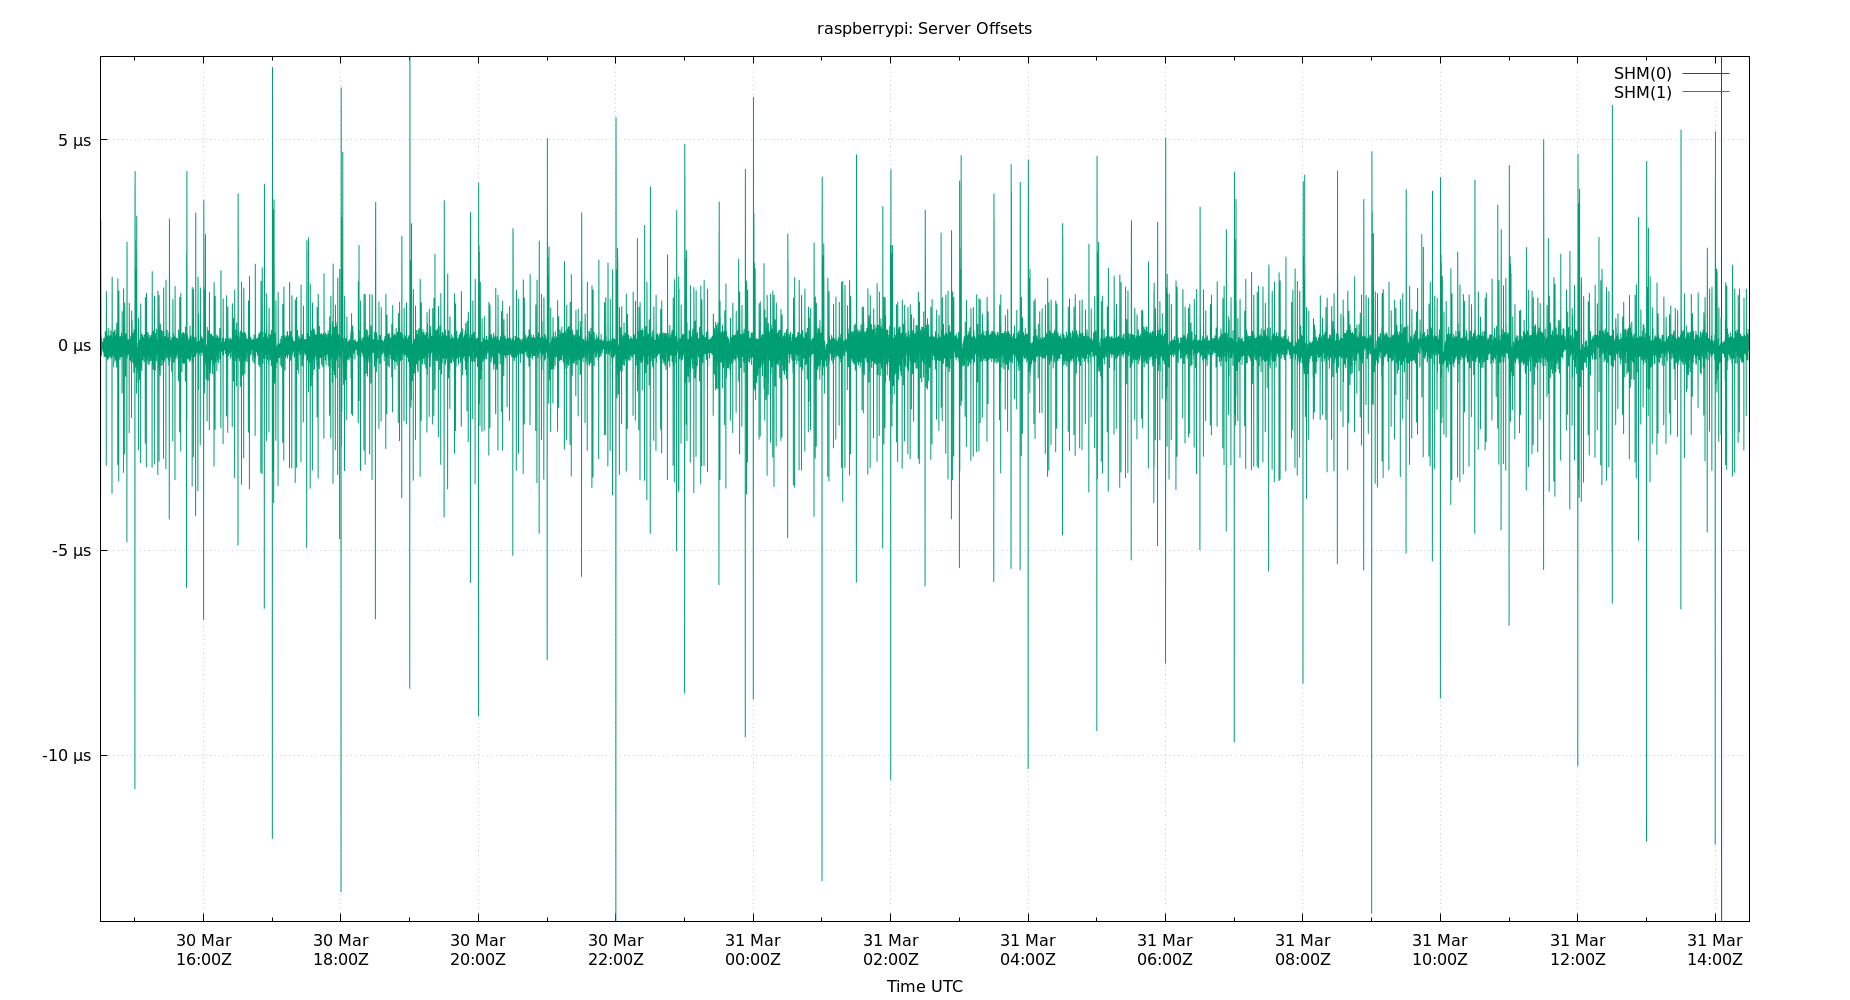 raspberrypi: Server Offsets
SHM(0)
SHM(1)
5 µs
0 µs
-5 µs
-10 µs
30 Mar 30 Mar 30 Mar 30 Mar 31 Mar 31 Mar 31 Mar 31 Mar 31 Mar 31 Mar 31 Mar 31 Mar
16:00Z 18:00Z 20:00Z 22:00Z 00:00Z 02:00Z 04:00Z 06:00Z 08:00Z 10:00Z 12:00Z 14:00Z
Time UTC